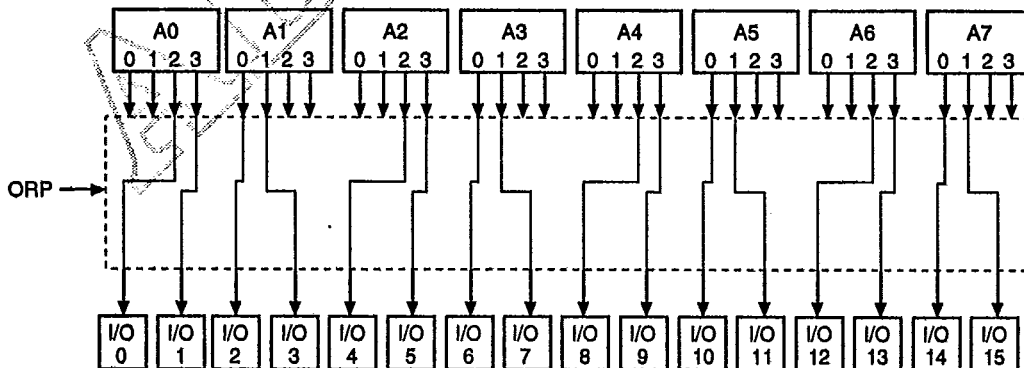 A0 A1 A2 A3 A4 A5 A6 A7
0 1 2 3 0 1 2 3 0 1 2 3 0 1 2 3 0 1 2 3 0 1 2 3 0 1 2 3 0 1 2 3
ORP
I/O I/O I/O I/O I/O I/O I/O I/O I/O I/O I/O I/O I/O I/O I/O I/O
0 1 2 3 4 5 6 7 8 9 10 11 12 13 14 15